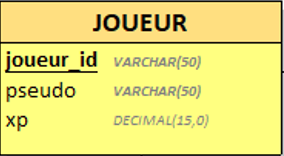 JOUEUR
joueur_id VARCHAR(50)
pseudo VARCHAR(50)
xp DECIMAL(15,0)